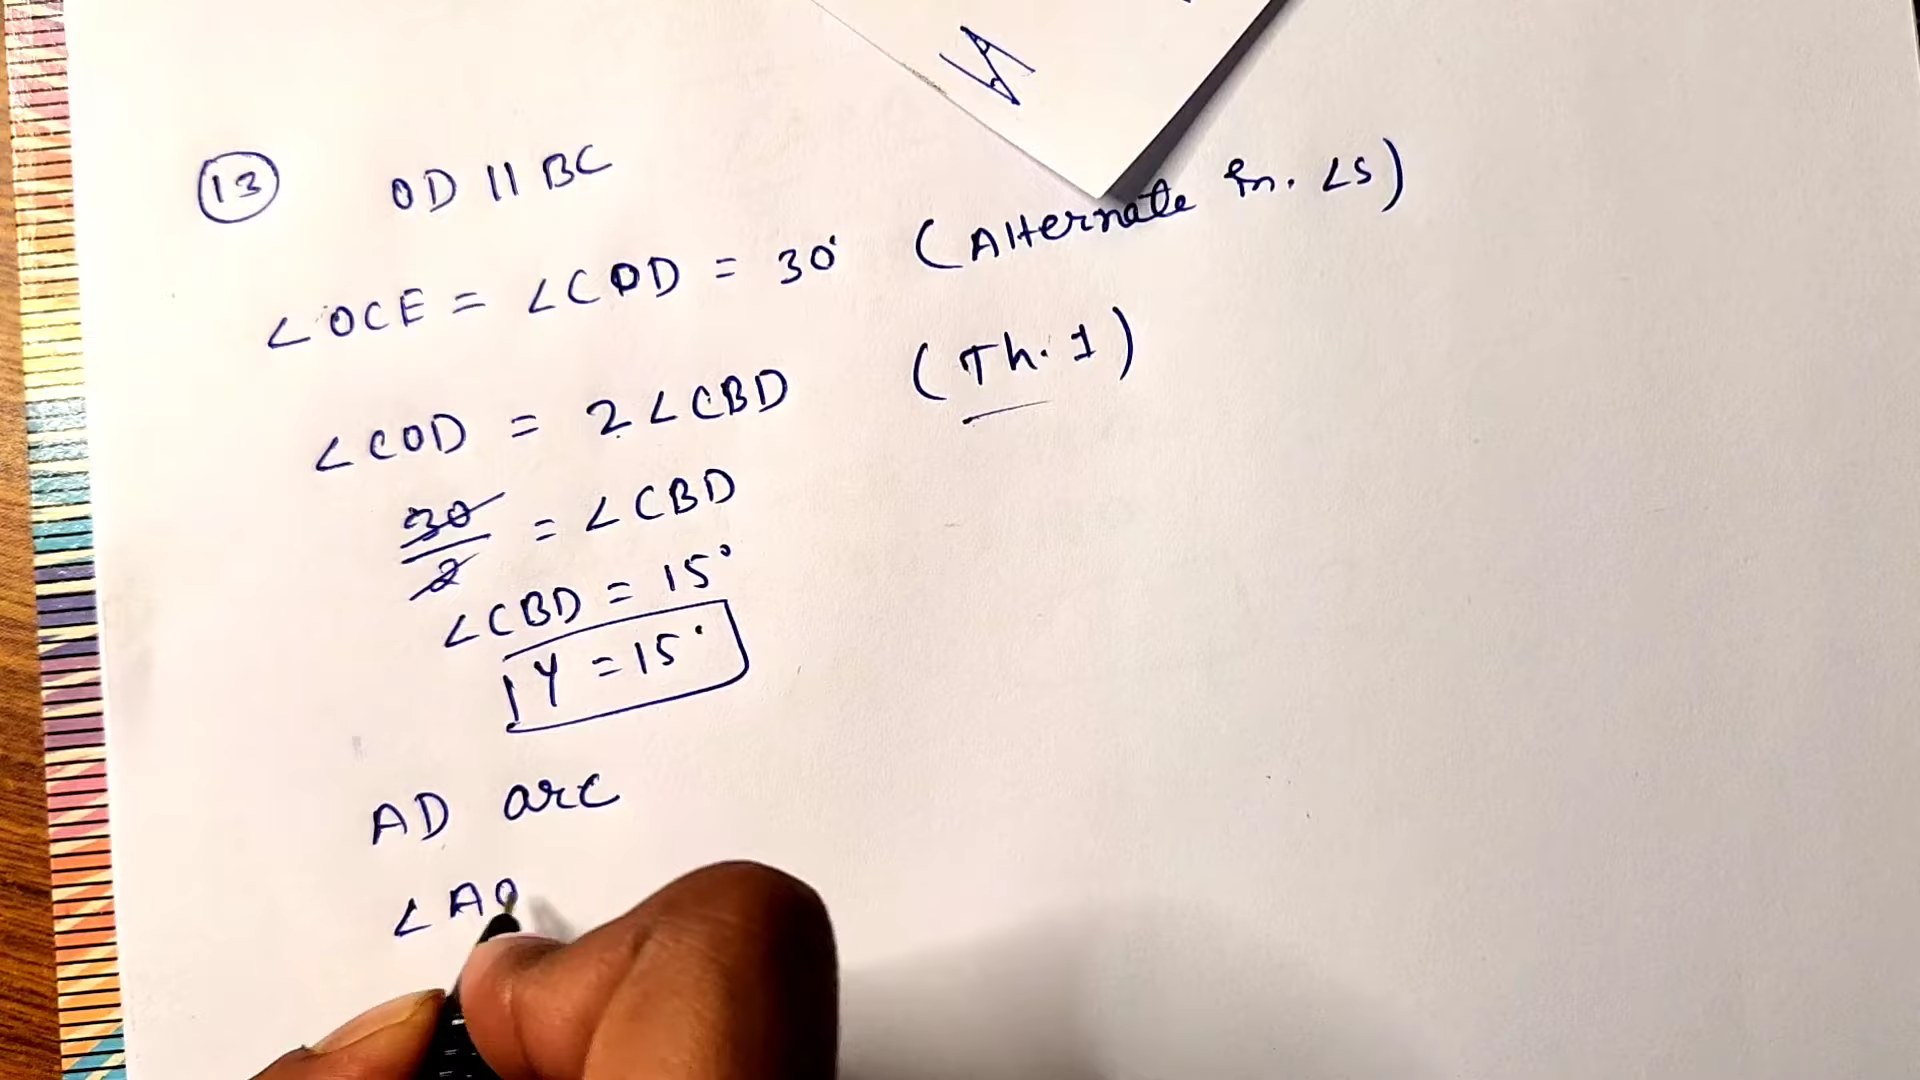 13 OD || BC
∠OCE = ∠COD = 30° (Alternate In. ∠S)
∠COD = 2∠CBD (Th. 1)
30/2 = ∠CBD
∠CBD = 15°
Y = 15°
AD arc
∠AO